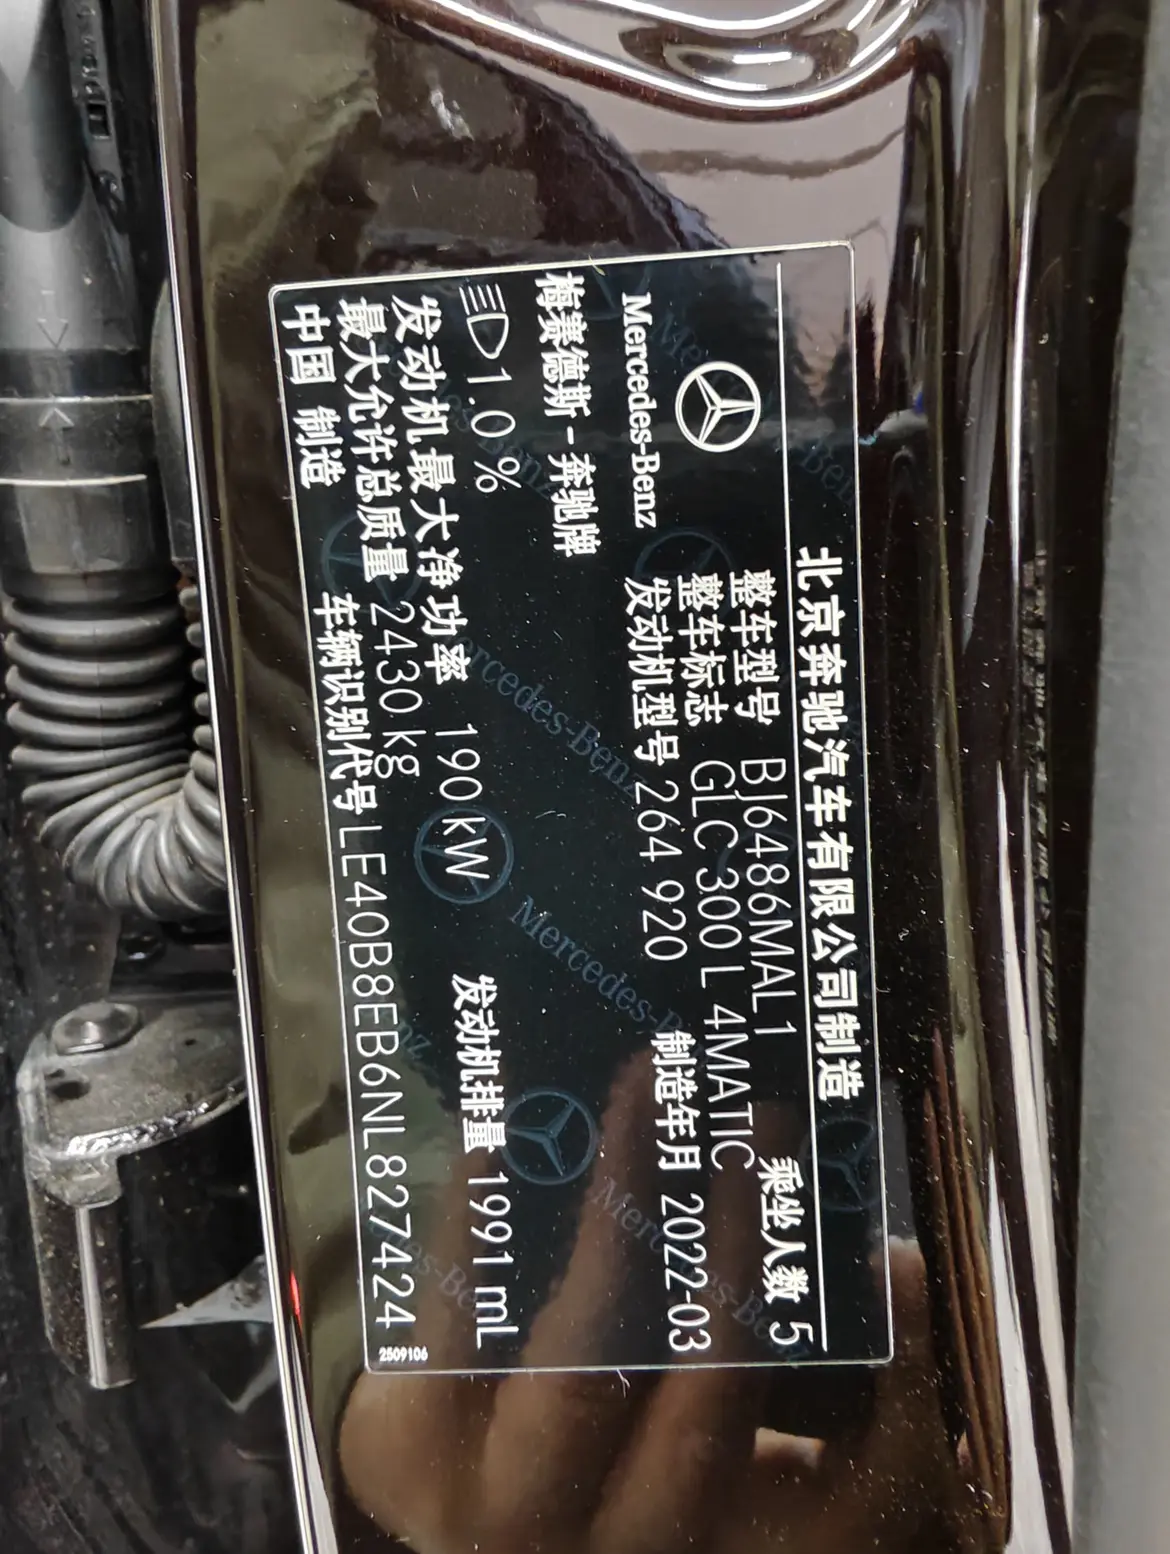 北京奔驰汽车有限公司制造
Mercedes-Benz
整车型号 BJ6486MAL1 乘坐人数 5
整车标志 GLC 300 L 4MATIC
发动机型号 264 920 制造年月 2022-03
梅赛德斯-奔驰牌
1.0 %
发动机最大净功率 190 kW 发动机排量 1991 mL
最大允许总质量 2430 kg
中国 制造 车辆识别代号 LE40B8EB6NL827424
2509106